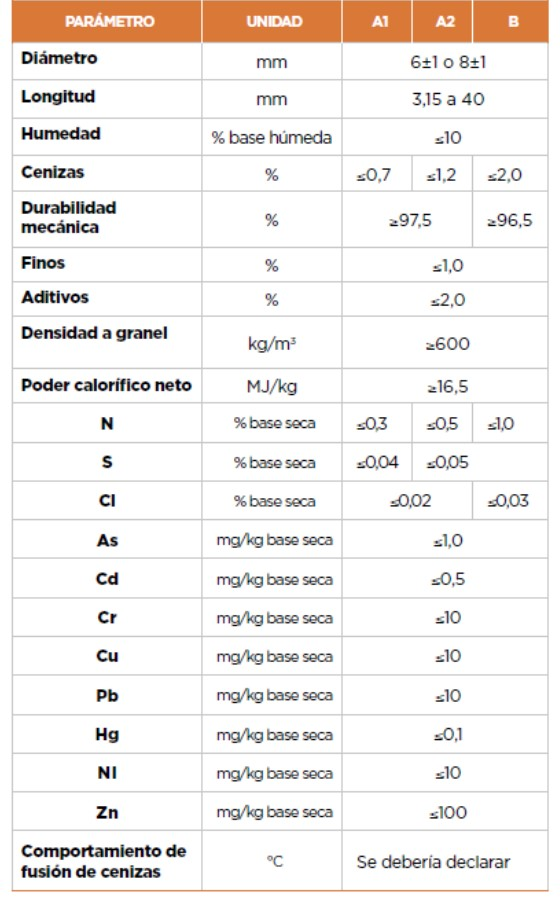 PARÁMETRO UNIDAD A1 A2 B
Diámetro mm 6±1 o 8±1
Longitud mm 3,15 a 40
Humedad % base húmeda ≤10
Cenizas % ≤0,7 ≤1,2 ≤2,0
Durabilidad
mecánica % ≥97,5 ≥96,5
Finos % ≤1,0
Aditivos % ≤2,0
Densidad a granel kg/m³ ≥600
Poder calorífico neto MJ/kg ≥16,5
N % base seca ≤0,3 ≤0,5 ≤1,0
S % base seca ≤0,04 ≤0,05
Cl % base seca ≤0,02 ≤0,03
As mg/kg base seca ≤1,0
Cd mg/kg base seca ≤0,5
Cr mg/kg base seca ≤10
Cu mg/kg base seca ≤10
Pb mg/kg base seca ≤10
Hg mg/kg base seca ≤0,1
NI mg/kg base seca ≤10
Zn mg/kg base seca ≤100
Comportamiento de
fusión de cenizas °C Se debería declarar